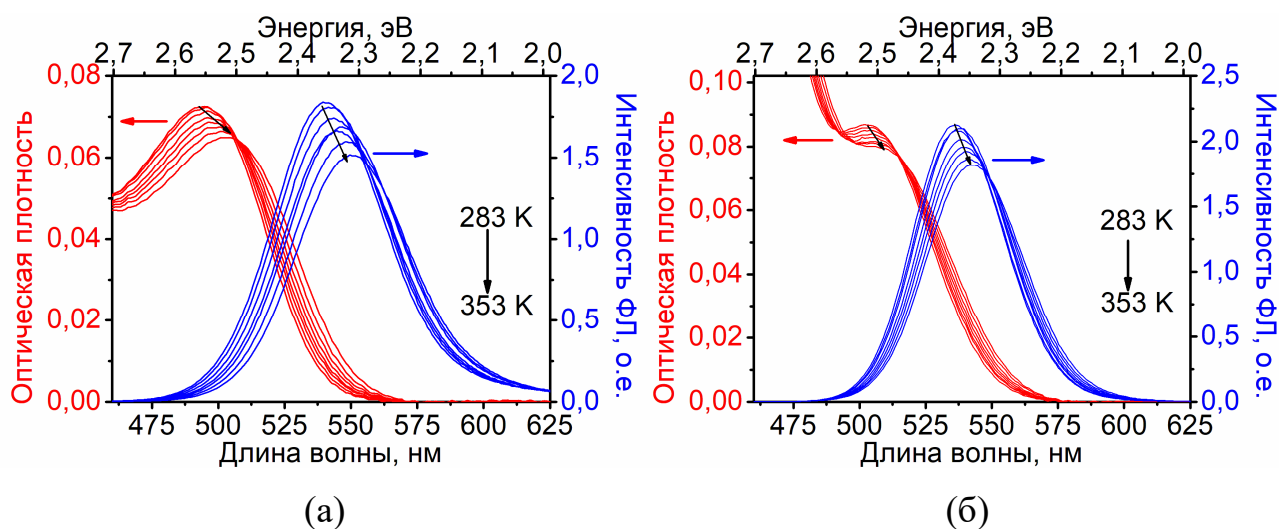 Энергия, эВ
2,7 2,6 2,5 2,4 2,3 2,2 2,1 2,0
Оптическая плотность
0,08
0,06
0,04
0,02
0,00
2,0
1,5
1,0
0,5
0,0
Интенсивность ФЛ, о.е.
283 K
353 K
475 500 525 550 575 600 625
Длина волны, нм
(а)
Энергия, эВ
2,7 2,6 2,5 2,4 2,3 2,2 2,1 2,0
Оптическая плотность
0,10
0,08
0,06
0,04
0,02
0,00
2,5
2,0
1,5
1,0
0,5
0,0
Интенсивность ФЛ, о.е.
283 K
353 K
475 500 525 550 575 600 625
Длина волны, нм
(б)